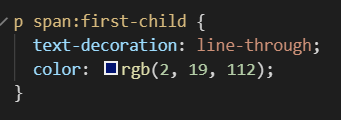 p span:first-child {
  text-decoration: line-through;
  color: rgb(2, 19, 112);
}